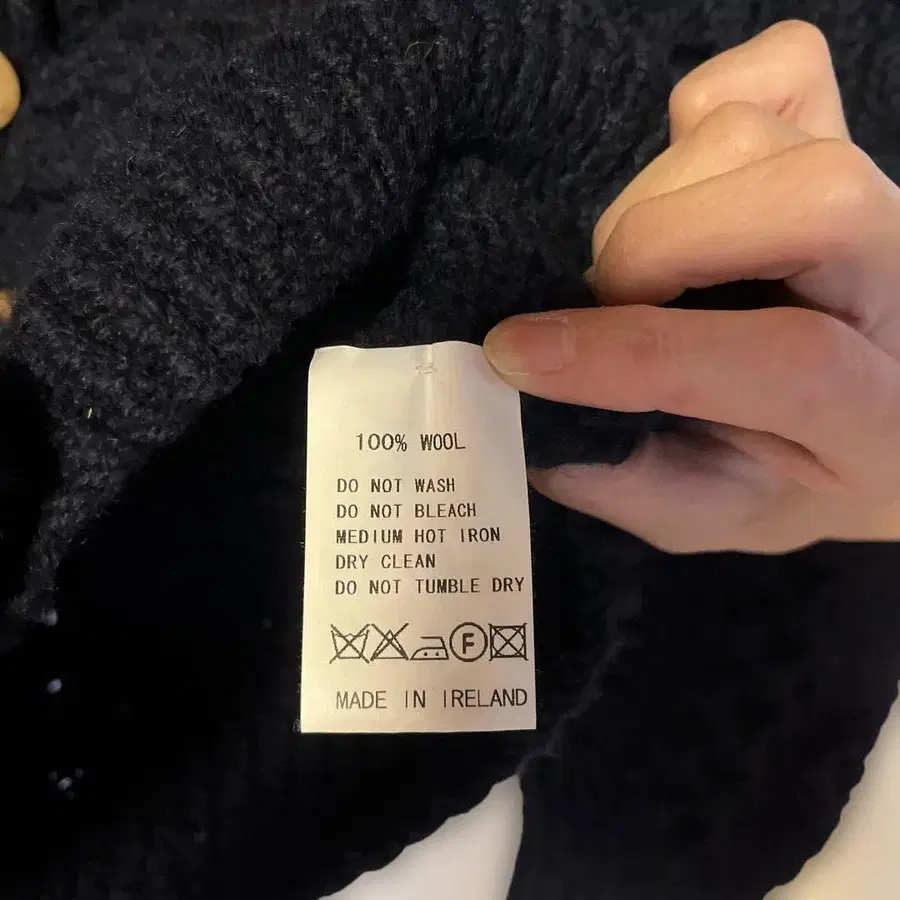 100% WOOL
DO NOT WASH
DO NOT BLEACH
MEDIUM HOT IRON
DRY CLEAN
DO NOT TUMBLE DRY
F
MADE IN IRELAND